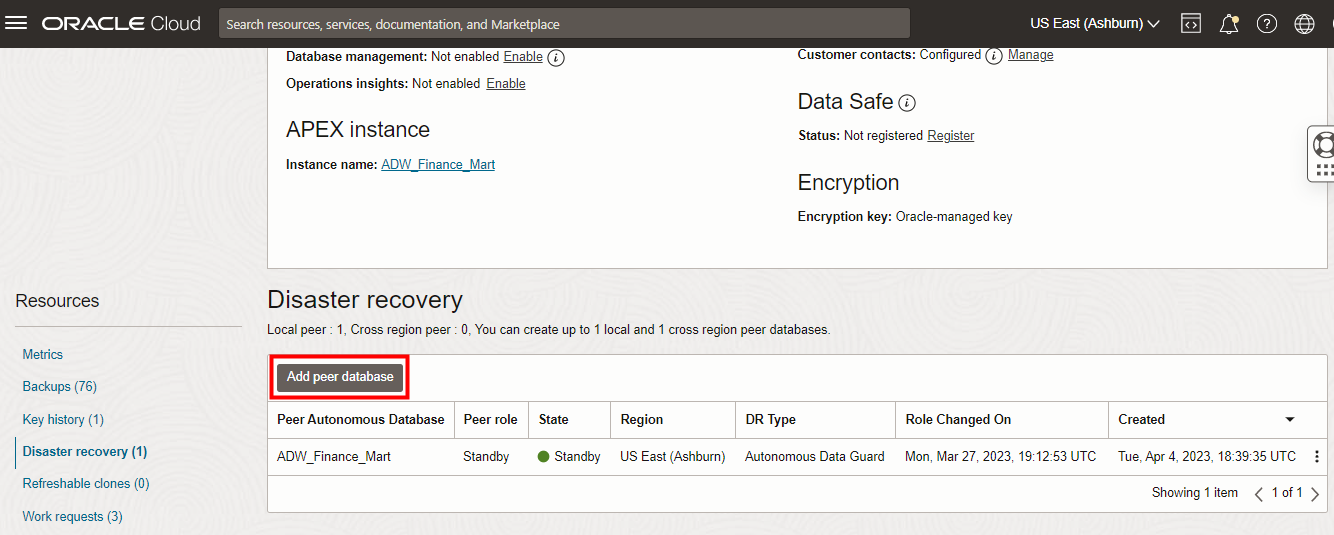 ORACLE Cloud
Search resources, services, documentation, and Marketplace
US East (Ashburn)
Database management: Not enabled Enable
Operations insights: Not enabled Enable
APEX instance
Instance name: ADW_Finance_Mart
Customer contacts: Configured Manage
Data Safe
Status: Not registered Register
Encryption
Encryption key: Oracle-managed key
Resources
Metrics
Backups (76)
Key history (1)
Disaster recovery (1)
Refreshable clones (0)
Work requests (3)
Disaster recovery
Local peer : 1, Cross region peer : 0, You can create up to 1 local and 1 cross region peer databases.
Add peer database
Peer Autonomous Database Peer role State Region DR Type Role Changed On Created
ADW_Finance_Mart Standby Standby US East (Ashburn) Autonomous Data Guard Mon, Mar 27, 2023, 19:12:53 UTC Tue, Apr 4, 2023, 18:39:35 UTC
Showing 1 item 1 of 1